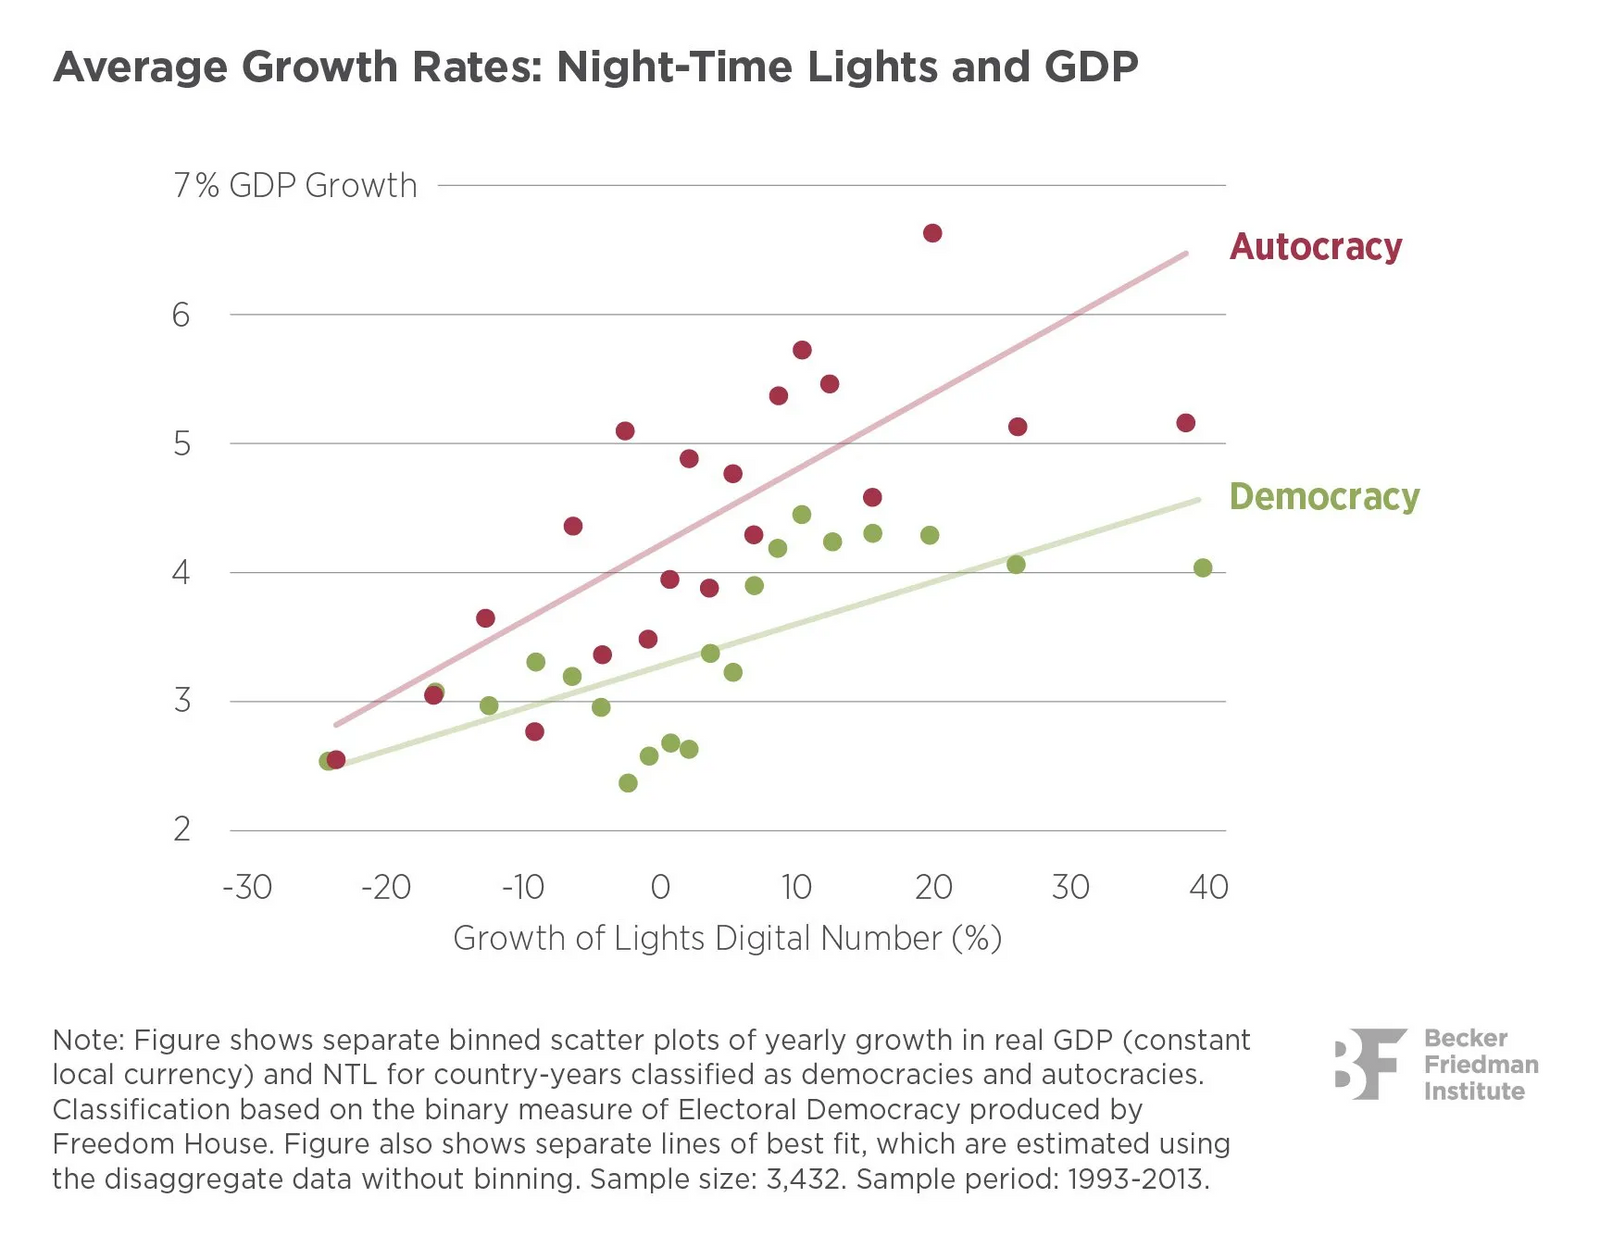 Average Growth Rates: Night-Time Lights and GDP
7% GDP Growth
Autocracy
6
5
Democracy
4
3
2
-30 -20 -10 0 10 20 30 40
Growth of Lights Digital Number (%)
Note: Figure shows separate binned scatter plots of yearly growth in real GDP (constant
local currency) and NTL for country-years classified as democracies and autocracies.
Classification based on the binary measure of Electoral Democracy produced by
Freedom House. Figure also shows separate lines of best fit, which are estimated using
the disaggregate data without binning. Sample size: 3,432. Sample period: 1993-2013.
BF
Becker
Friedman
Institute